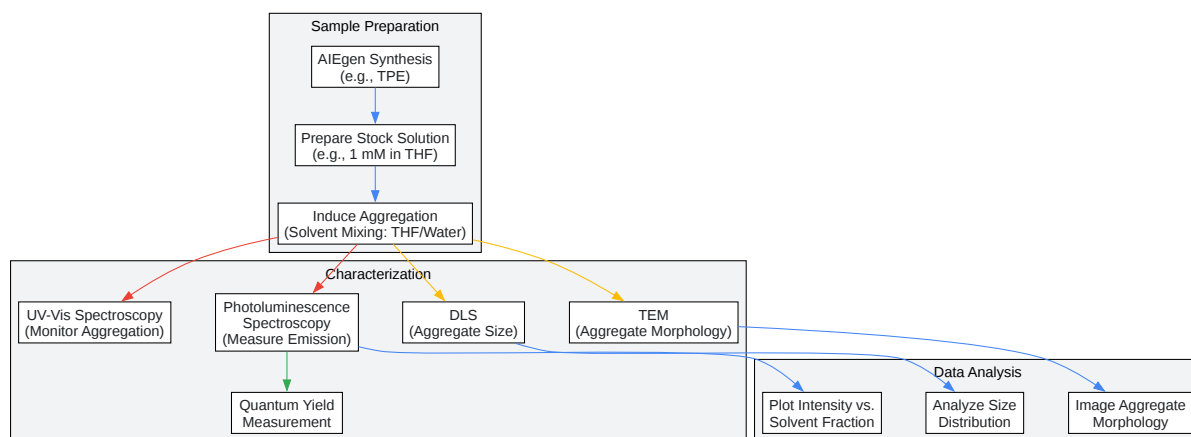 Sample Preparation
AIEgen Synthesis
(e.g., TPE)
Prepare Stock Solution
(e.g., 1 mM in THF)
Induce Aggregation
(Solvent Mixing: THF/Water)
Characterization
UV-Vis Spectroscopy
(Monitor Aggregation)
Photoluminescence
Spectroscopy
(Measure Emission)
DLS
(Aggregate Size)
TEM
(Aggregate Morphology)
Quantum Yield
Measurement
Data Analysis
Plot Intensity vs.
Solvent Fraction
Analyze Size
Distribution
Image Aggregate
Morphology